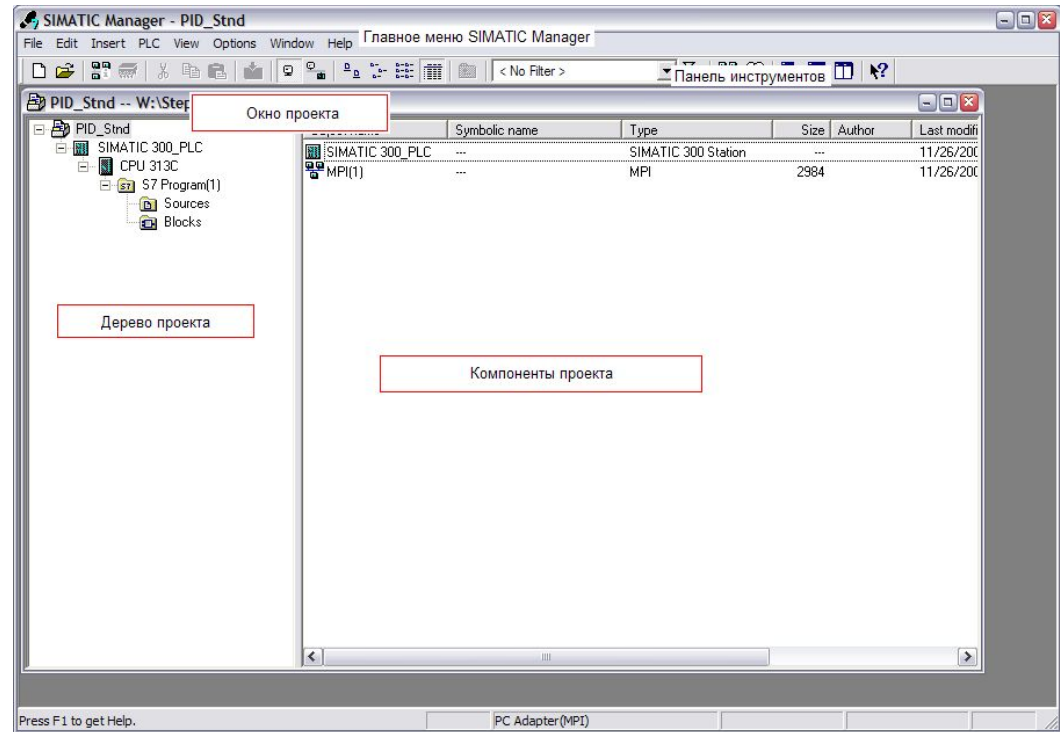 SIMATIC Manager - PID_Stnd
File Edit Insert PLC View Options Window Help Главное меню SIMATIC Manager
< No Filter > Панель инструментов
PID_Stnd -- W:\Step
Окно проекта
Symbolic name Type Size Author Last modifi
PID_Stnd
SIMATIC 300_PLC
CPU 313C
S7 Program(1)
Sources
Blocks
SIMATIC 300_PLC --- SIMATIC 300 Station --- 11/26/200
MPI(1) --- MPI 2984 11/26/200
Дерево проекта
Компоненты проекта
Press F1 to get Help. PC Adapter(MPI)